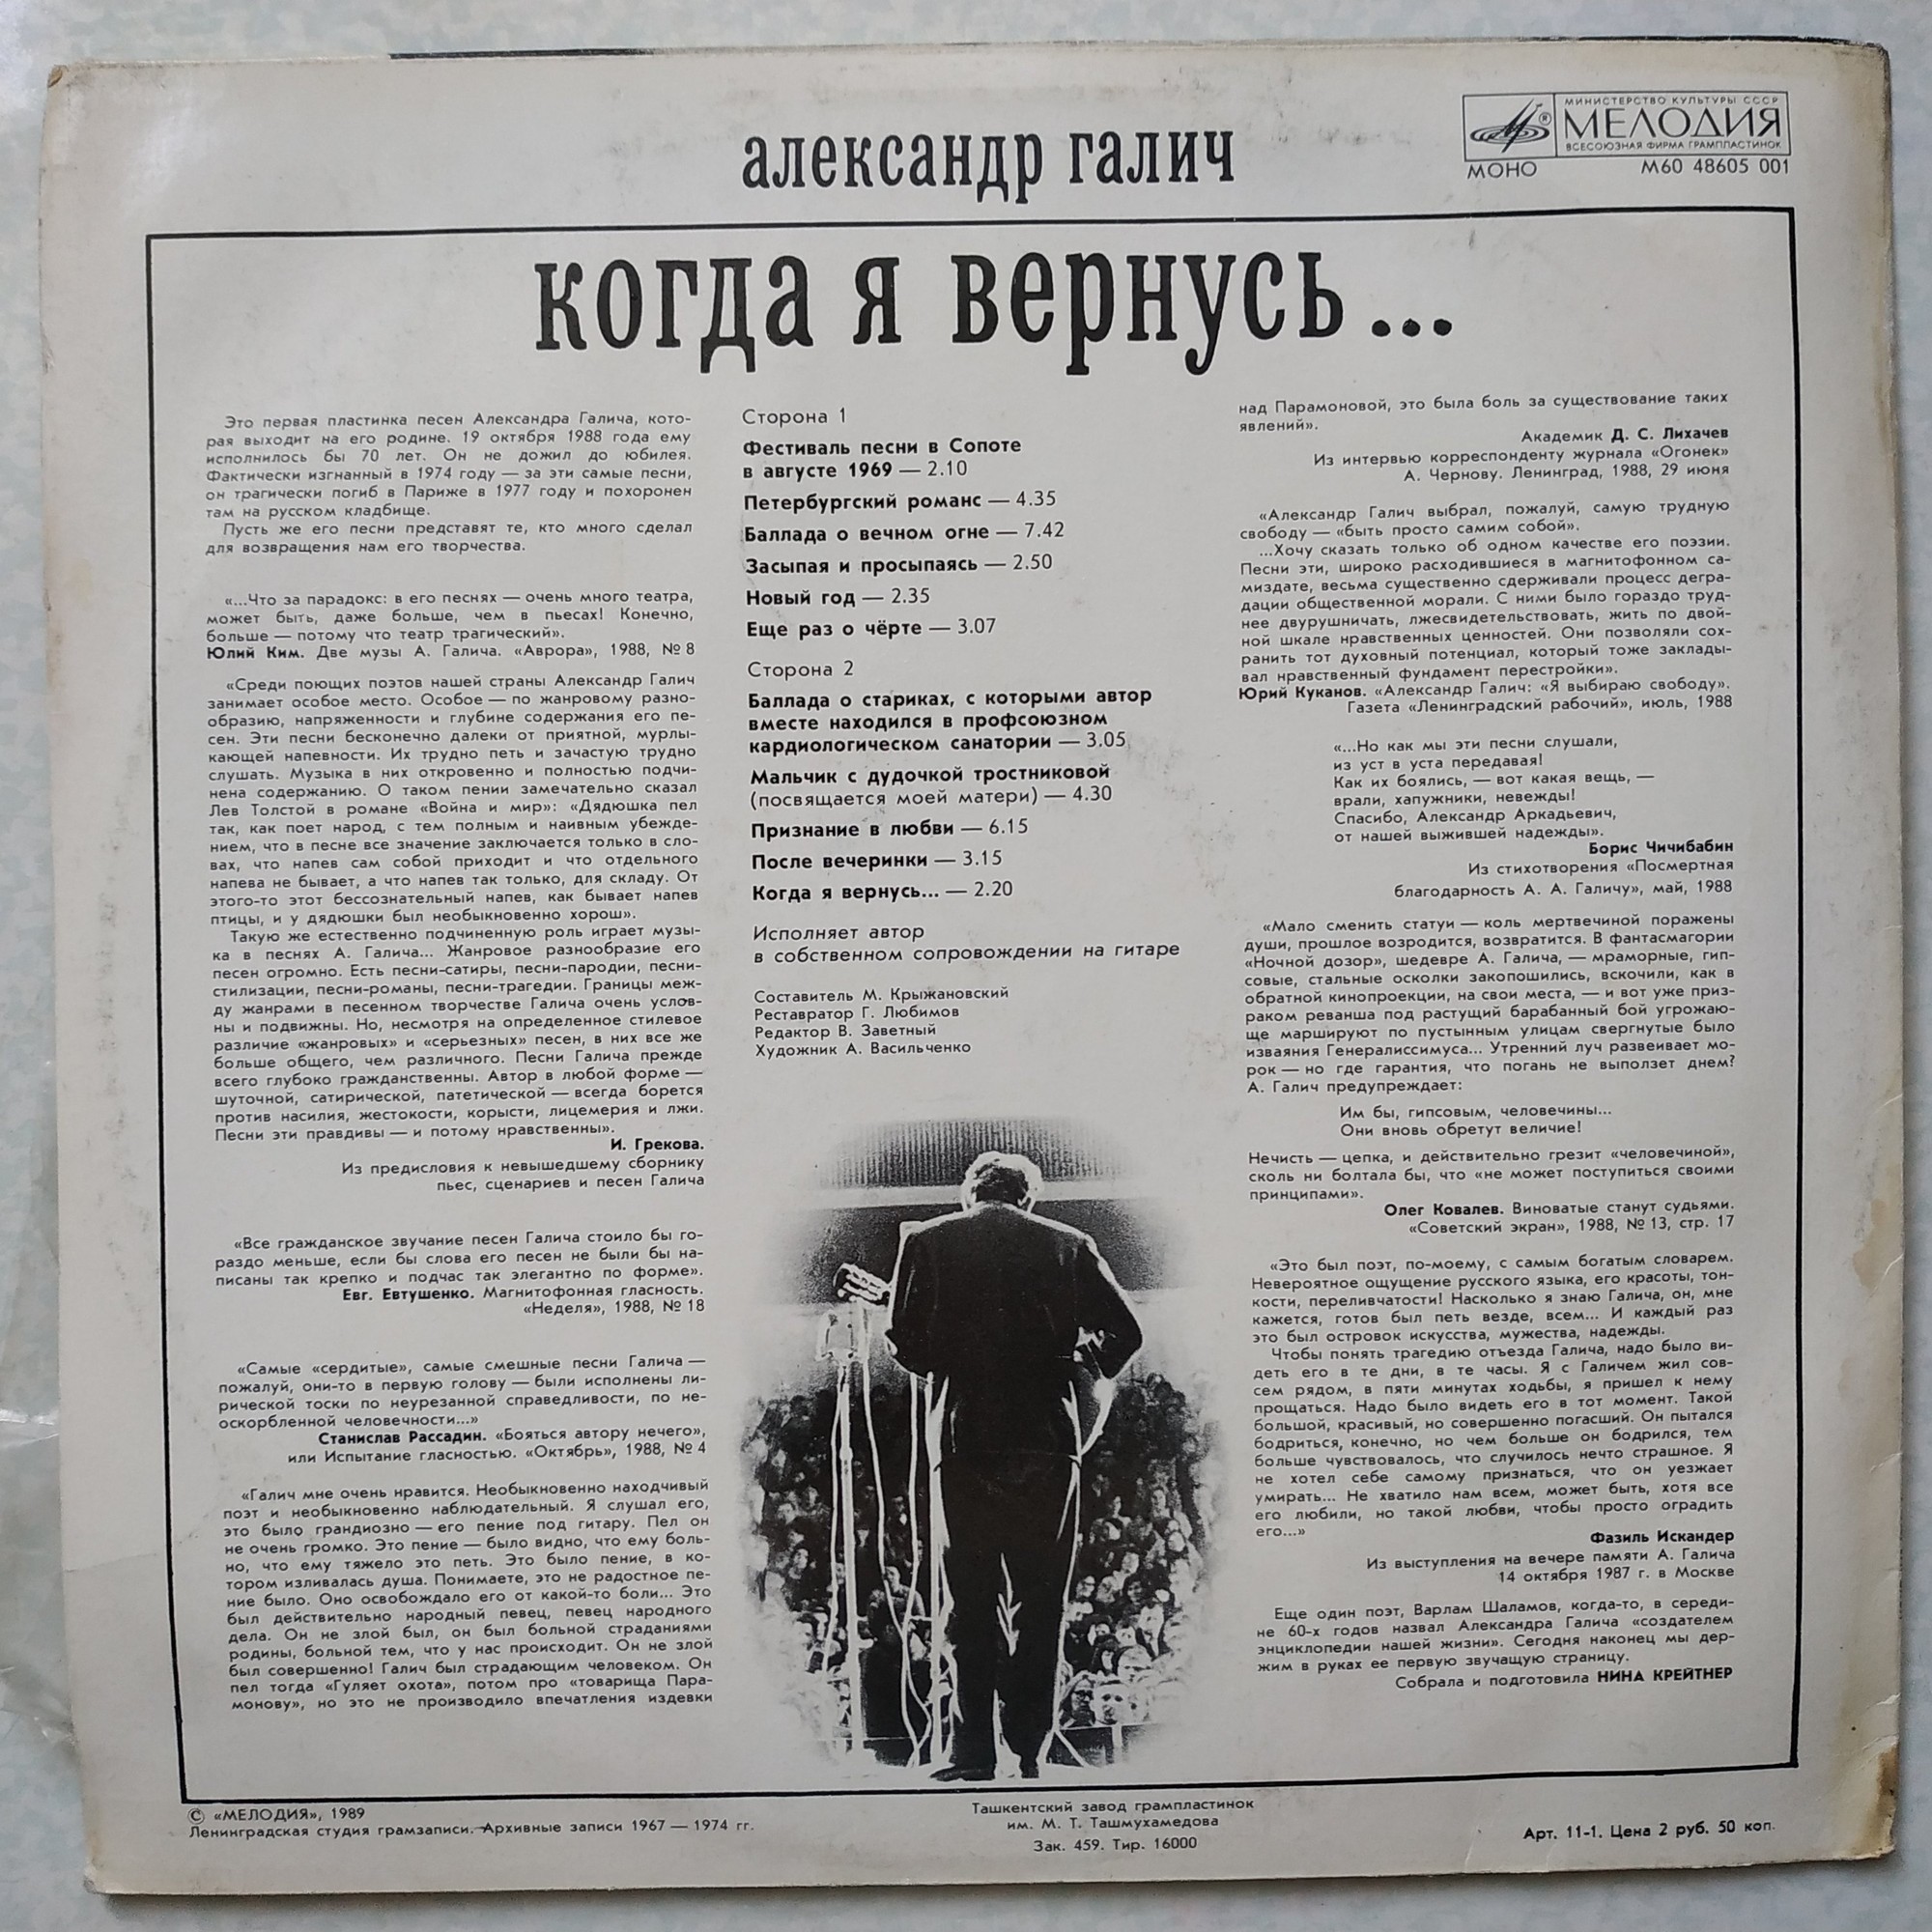 александр галич
МИНИСТЕРСТВО КУЛЬТУРЫ СССР
МЕЛОДИЯ
ВСЕСОЮЗНАЯ ФИРМА ГРАМПЛАСТИНОК
МОНО М60 48605 001
когда я вернусь...
Это первая пластинка песен Александра Галича, кото-
рая выходит на его родине. 19 октября 1988 года ему
исполнилось бы 70 лет. Он не дожил до юбилея.
Фактически изгнанный в 1974 году — за эти самые песни,
он трагически погиб в Париже в 1977 году и похоронен
там на русском кладбище.
Пусть же его песни представят те, кто много сделал
для возвращения нам его творчества.
«...Что за парадокс: в его песнях — очень много театра,
может быть, даже больше, чем в пьесах! Конечно,
больше — потому что театр трагический».
Юлий Ким. Две музы А. Галича. «Аврора», 1988, № 8
«Среди поющих поэтов нашей страны Александр Галич
занимает особое место. Особое — по жанровому разно-
образию, напряженности и глубине содержания его пе-
сен. Эти песни бесконечно далеки от приятной, мурлы-
кающей напевности. Их трудно петь и зачастую трудно
слушать. Музыка в них откровенно и полностью подчи-
нена содержанию. О таком пении замечательно сказал
Лев Толстой в романе «Война и мир»: «Дядюшка пел
так, как поет народ, с тем полным и наивным убежде-
нием, что в песне все значение заключается только в сло-
вах, что напев сам собой приходит и что отдельного
напева не бывает, а что напев так только, для складу. От
этого-то этот бессознательный напев, как бывает напев
птицы, и у дядюшки был необыкновенно хорош».
Такую же естественно подчиненную роль играет музы-
ка в песнях А. Галича... Жанровое разнообразие его
песен огромно. Есть песни-сатиры, песни-пародии, песни-
стилизации, песни-романы, песни-трагедии. Границы меж-
ду жанрами в песенном творчестве Галича очень услов-
ны и подвижны. Но, несмотря на определенное стилевое
различие «жанровых» и «серьезных» песен, в них все же
больше общего, чем различного. Песни Галича прежде
всего глубоко гражданственны. Автор в любой форме —
шуточной, сатирической, патетической — всегда борется
против насилия, жестокости, корысти, лицемерия и лжи.
Песни эти правдивы — и потому нравственны».
И. Грекова.
Из предисловия к невышедшему сборнику
пьес, сценариев и песен Галича
«Все гражданское звучание песен Галича стоило бы го-
раздо меньше, если бы слова его песен не были бы на-
писаны так крепко и подчас так элегантно по форме».
Евг. Евтушенко. Магнитофонная гласность.
«Неделя», 1988, № 18
«Самые «сердитые», самые смешные песни Галича —
пожалуй, они-то в первую голову — были исполнены ли-
рической тоски по неурезанной справедливости, по не-
оскорбленной человечности...»
Станислав Рассадин. «Бояться автору нечего»,
или Испытание гласностью. «Октябрь», 1988, № 4
«Галич мне очень нравится. Необыкновенно находчивый
поэт и необыкновенно наблюдательный. Я слушал его,
это было грандиозно — его пение под гитару. Пел он
не очень громко. Это пение — было видно, что ему боль-
но, что ему тяжело это петь. Это было пение, в ко-
тором изливалась душа. Понимаете, это не радостное пе-
ние было. Оно освобождало его от какой-то боли... Это
был действительно народный певец, певец народного
дела. Он не злой был, он был больной страданиями
родины, больной тем, что у нас происходит. Он не злой
был совершенно! Галич был страдающим человеком. Он
пел тогда «Гуляет охота», потом про «товарища Пара-
монову», но это не производило впечатления издевки
Сторона 1
Фестиваль песни в Сопоте
в августе 1969 — 2.10
Петербургский романс — 4.35
Баллада о вечном огне — 7.42
Засыпая и просыпаясь — 2.50
Новый год — 2.35
Еще раз о чёрте — 3.07
Сторона 2
Баллада о стариках, с которыми автор
вместе находился в профсоюзном
кардиологическом санатории — 3.05
Мальчик с дудочкой тростниковой
(посвящается моей матери) — 4.30
Признание в любви — 6.15
После вечеринки — 3.15
Когда я вернусь... — 2.20
Исполняет автор
в собственном сопровождении на гитаре
Составитель М. Крыжановский
Реставратор Г. Любимов
Редактор В. Заветный
Художник А. Васильченко
над Парамоновой, это была боль за существование таких
явлений».
Академик Д. С. Лихачев
Из интервью корреспонденту журнала «Огонек»
А. Чернову. Ленинград, 1988, 29 июня
«Александр Галич выбрал, пожалуй, самую трудную
свободу — «быть просто самим собой».
...Хочу сказать только об одном качестве его поэзии.
Песни эти, широко расходившиеся в магнитофонном са-
миздате, весьма существенно сдерживали процесс дегра-
дации общественной морали. С ними было гораздо труд-
нее двурушничать, лжесвидетельствовать, жить по двой-
ной шкале нравственных ценностей. Они позволяли сох-
ранить тот духовный потенциал, который тоже заклады-
вал нравственный фундамент перестройки».
Юрий Куканов. «Александр Галич: «Я выбираю свободу».
Газета «Ленинградский рабочий», июль, 1988
«...Но как мы эти песни слушали,
из уст в уста передавая!
Как их боялись, — вот какая вещь, —
врали, хапужники, невежды!
Спасибо, Александр Аркадьевич,
от нашей выжившей надежды».
Борис Чичибабин
Из стихотворения «Посмертная
благодарность А. А. Галичу», май, 1988
«Мало сменить статуи — коль мертвечиной поражены
души, прошлое возродится, возвратится. В фантасмагории
«Ночной дозор», шедевре А. Галича, — мраморные, гип-
совые, стальные осколки закопошились, вскочили, как в
обратной кинопроекции, на свои места, — и вот уже приз-
раком реванша под растущий барабанный бой угрожаю-
ще маршируют по пустынным улицам свергнутые было
изваяния Генералиссимуса... Утренний луч развеивает мо-
рок — но где гарантия, что погань не выползет днем?
А. Галич предупреждает:
Им бы, гипсовым, человечины...
Они вновь обретут величие!
Нечисть — цепка, и действительно грезит «человечиной»,
сколь ни болтала бы, что «не может поступиться своими
принципами».
Олег Ковалев. Виноватые станут судьями.
«Советский экран», 1988, № 13, стр. 17
«Это был поэт, по-моему, с самым богатым словарем.
Невероятное ощущение русского языка, его красоты, тон-
кости, переливчатости! Насколько я знаю Галича, он, мне
кажется, готов был петь везде, всем... И каждый раз
это был островок искусства, мужества, надежды.
Чтобы понять трагедию отъезда Галича, надо было ви-
деть его в те дни, в те часы. Я с Галичем жил сов-
сем рядом, в пяти минутах ходьбы, я пришел к нему
прощаться. Надо было видеть его в тот момент. Такой
большой, красивый, но совершенно погасший. Он пытался
бодриться, конечно, но чем больше он бодрился, тем
больше чувствовалось, что случилось нечто страшное. Я
не хотел себе самому признаться, что он уезжает
умирать... Не хватило нам всем, может быть, хотя все
его любили, но такой любви, чтобы просто оградить
его...»
Фазиль Искандер
Из выступления на вечере памяти А. Галича
14 октября 1987 г. в Москве
Еще один поэт, Варлам Шаламов, когда-то, в середи-
не 60-х годов назвал Александра Галича «создателем
энциклопедии нашей жизни». Сегодня наконец мы дер-
жим в руках ее первую звучащую страницу.
Собрала и подготовила НИНА КРЕЙТНЕР
© «МЕЛОДИЯ», 1989
Ленинградская студия грамзаписи. Архивные записи 1967 — 1974 гг.
Ташкентский завод грампластинок
им. М. Т. Ташмухамедова
Зак. 459. Тир. 16000
Арт. 11-1. Цена 2 руб. 50 коп.